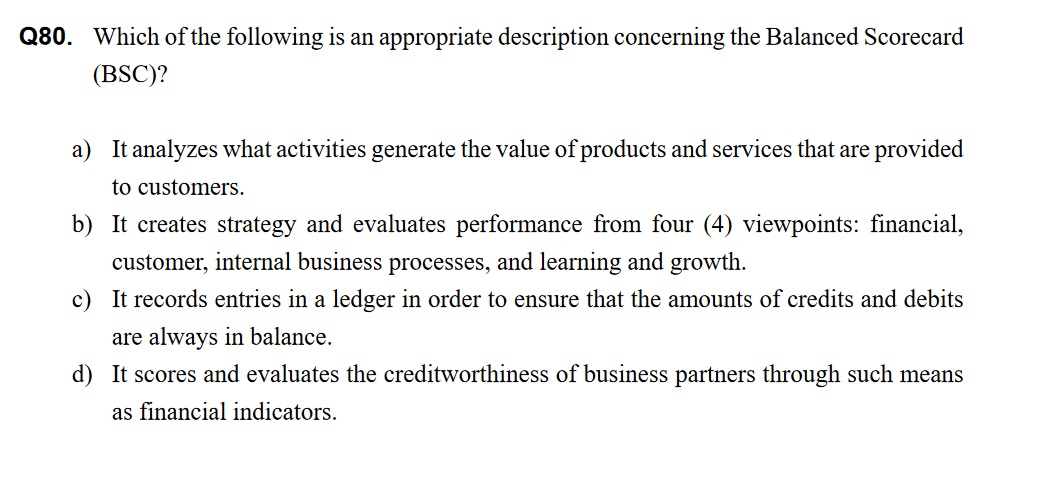 Q80. Which of the following is an appropriate description concerning the Balanced Scorecard
(BSC)?
a) It analyzes what activities generate the value of products and services that are provided
to customers.
b) It creates strategy and evaluates performance from four (4) viewpoints: financial,
customer, internal business processes, and learning and growth.
c) It records entries in a ledger in order to ensure that the amounts of credits and debits
are always in balance.
d) It scores and evaluates the creditworthiness of business partners through such means
as financial indicators.